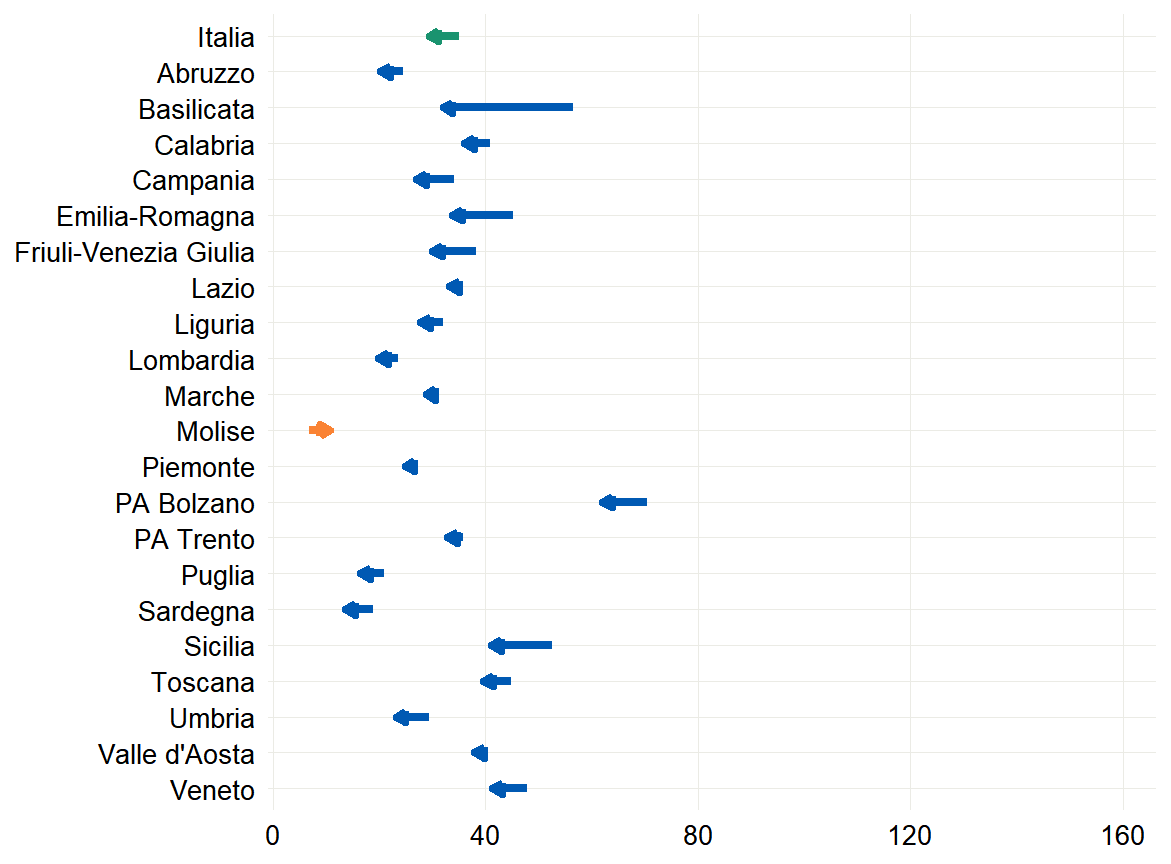 Italia
Abruzzo
Basilicata
Calabria
Campania
Emilia-Romagna
Friuli-Venezia Giulia
Lazio
Liguria
Lombardia
Marche
Molise
Piemonte
PA Bolzano
PA Trento
Puglia
Sardegna
Sicilia
Toscana
Umbria
Valle d'Aosta
Veneto
0 40 80 120 160